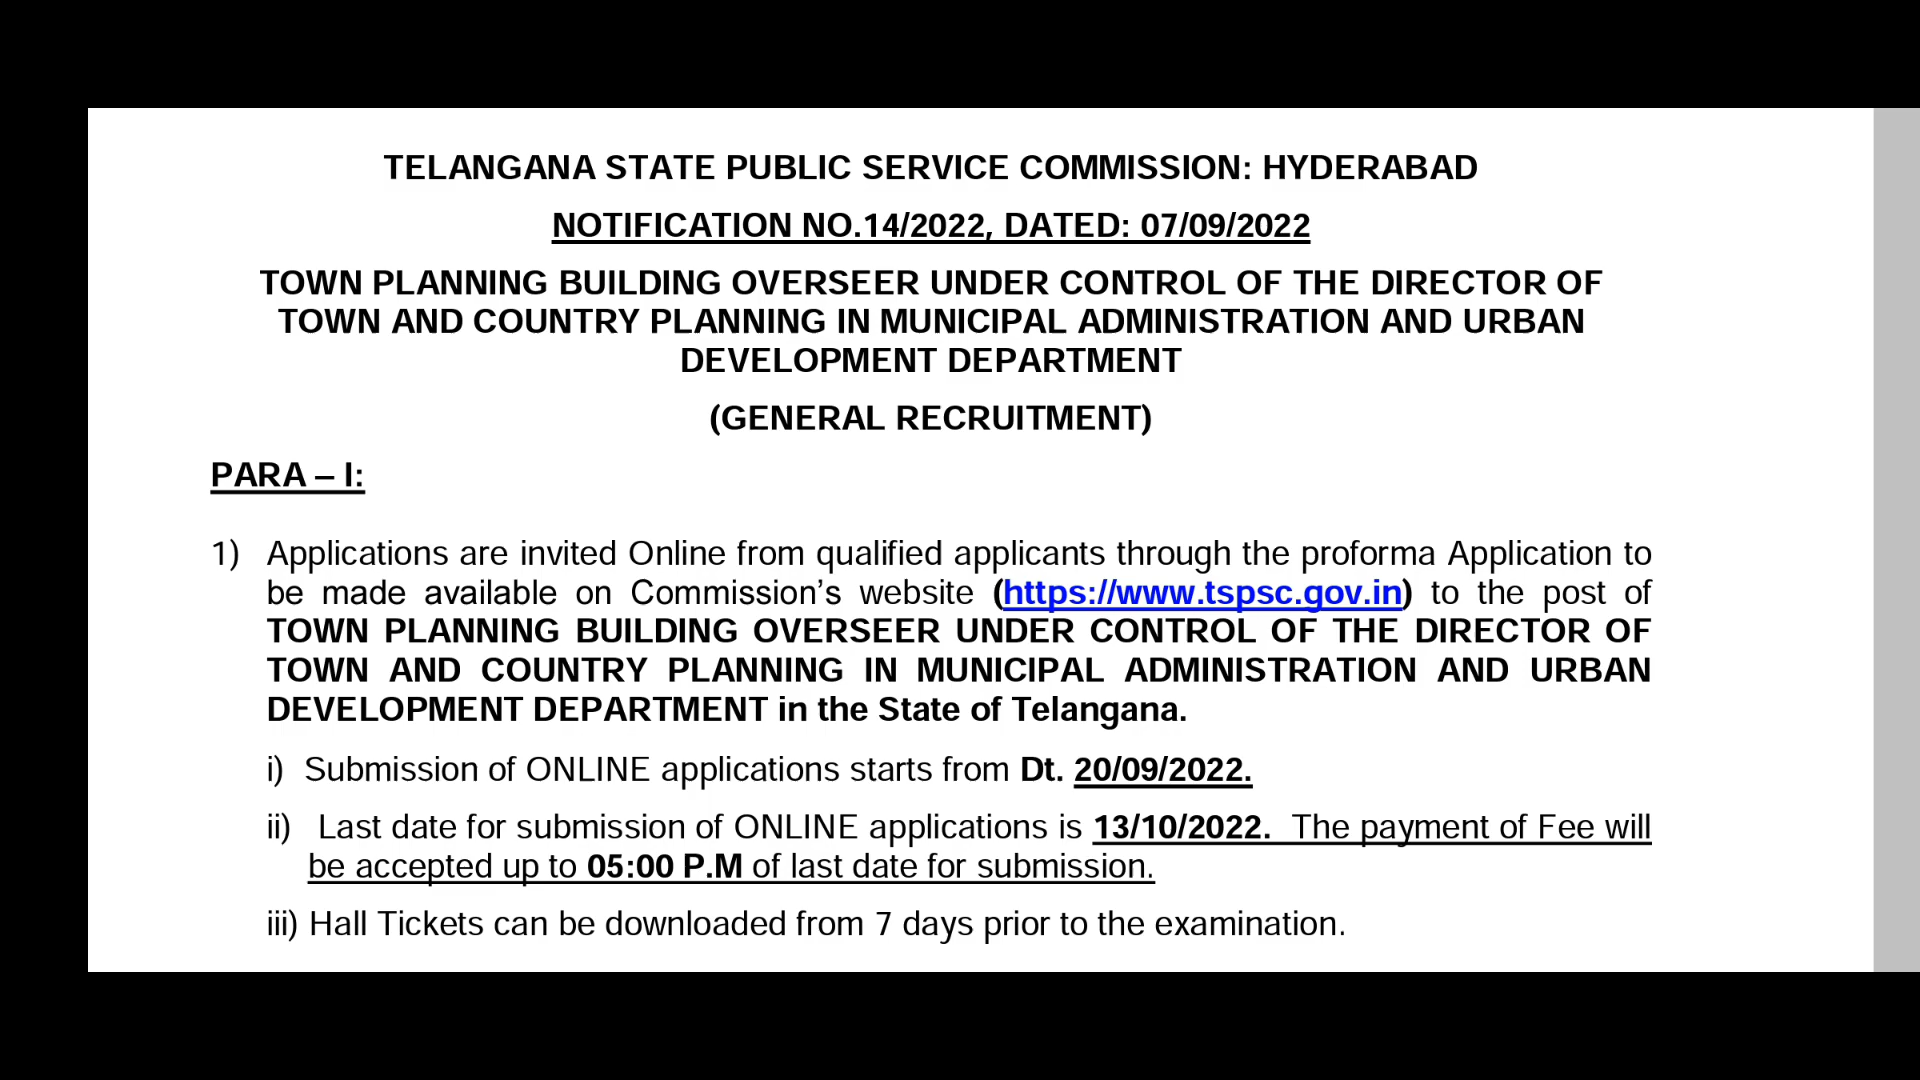 TELANGANA STATE PUBLIC SERVICE COMMISSION: HYDERABAD
NOTIFICATION NO.14/2022, DATED: 07/09/2022
TOWN PLANNING BUILDING OVERSEER UNDER CONTROL OF THE DIRECTOR OF
TOWN AND COUNTRY PLANNING IN MUNICIPAL ADMINISTRATION AND URBAN
DEVELOPMENT DEPARTMENT
(GENERAL RECRUITMENT)
PARA – I:
1) Applications are invited Online from qualified applicants through the proforma Application to
be made available on Commission’s website (https://www.tspsc.gov.in) to the post of
TOWN PLANNING BUILDING OVERSEER UNDER CONTROL OF THE DIRECTOR OF
TOWN AND COUNTRY PLANNING IN MUNICIPAL ADMINISTRATION AND URBAN
DEVELOPMENT DEPARTMENT in the State of Telangana.
i) Submission of ONLINE applications starts from Dt. 20/09/2022.
ii) Last date for submission of ONLINE applications is 13/10/2022. The payment of Fee will
be accepted up to 05:00 P.M of last date for submission.
iii) Hall Tickets can be downloaded from 7 days prior to the examination.